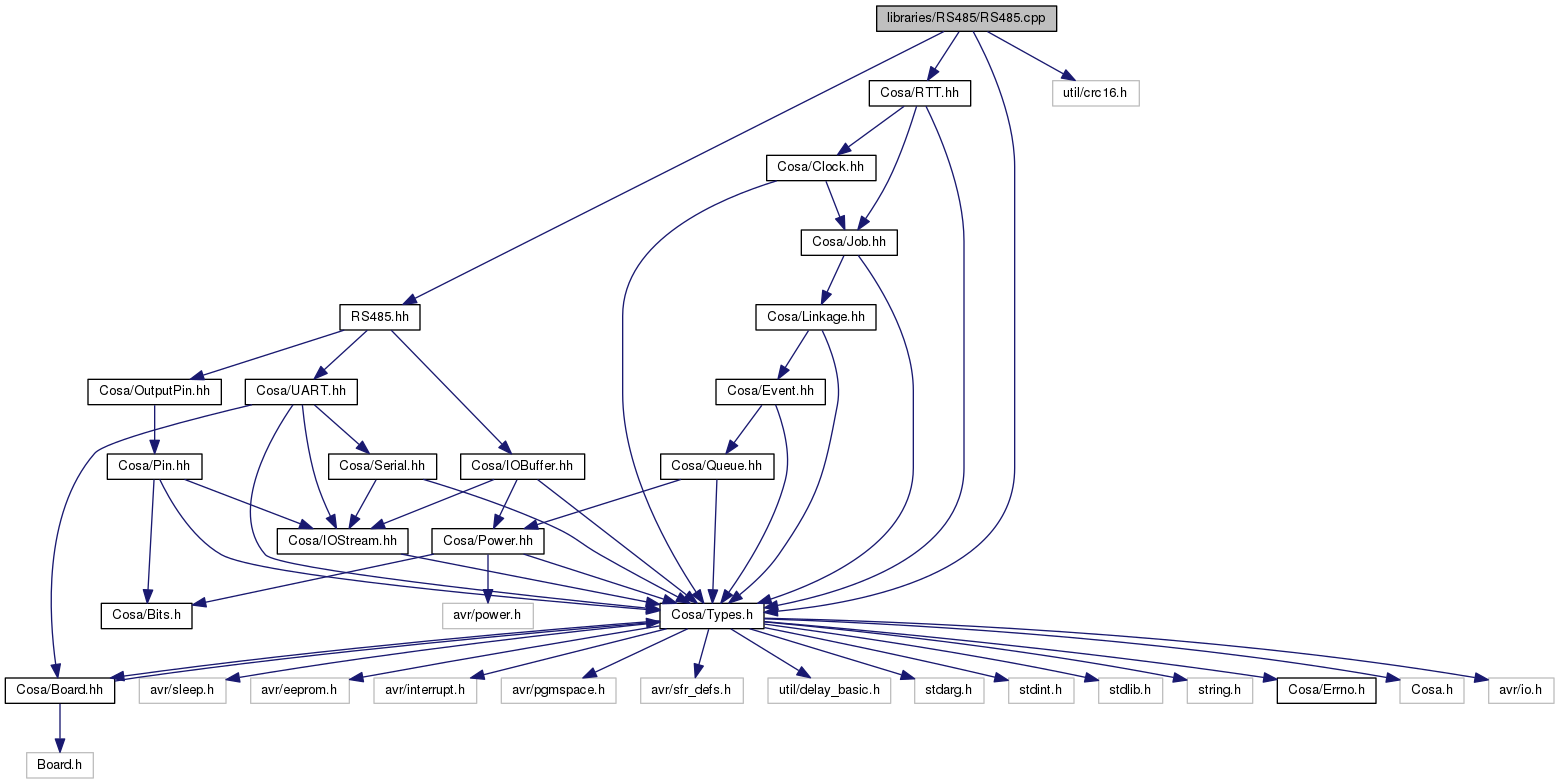 libraries/RS485/RS485.cpp
Cosa/RTT.hh
util/crc16.h
Cosa/Clock.hh
Cosa/Job.hh
RS485.hh
Cosa/Linkage.hh
Cosa/OutputPin.hh
Cosa/UART.hh
Cosa/Event.hh
Cosa/Pin.hh
Cosa/Serial.hh
Cosa/IOBuffer.hh
Cosa/Queue.hh
Cosa/IOStream.hh
Cosa/Power.hh
Cosa/Bits.h
avr/power.h
Cosa/Types.h
Cosa/Board.hh
avr/sleep.h
avr/eeprom.h
avr/interrupt.h
avr/pgmspace.h
avr/sfr_defs.h
util/delay_basic.h
stdarg.h
stdint.h
stdlib.h
string.h
Cosa/Errno.h
Cosa.h
avr/io.h
Board.h